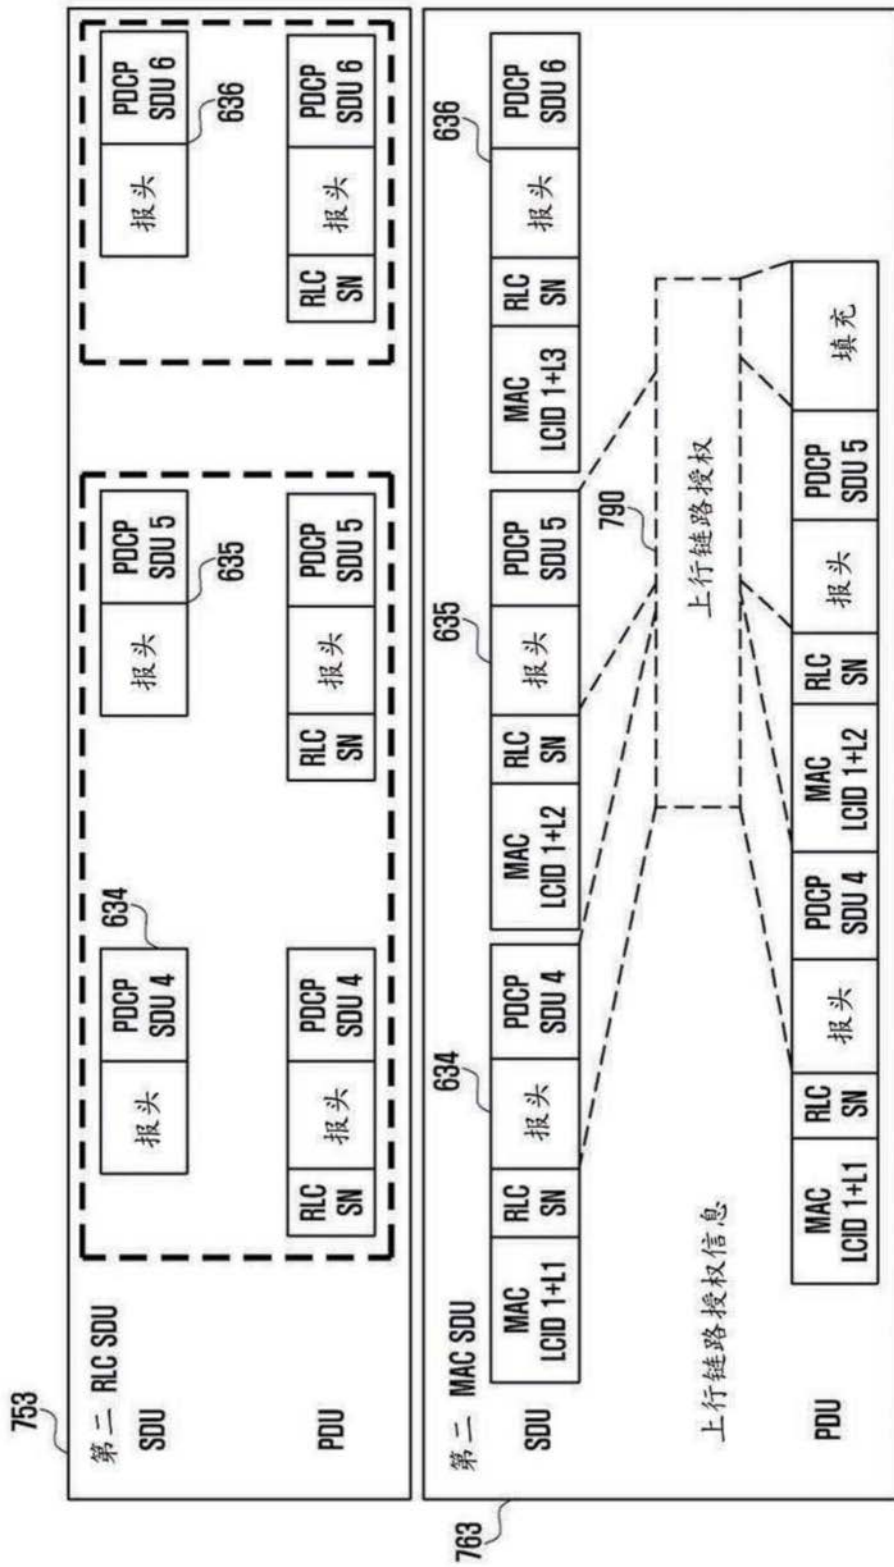 753
第二 RLC SDU
SDU
634
报头
PDCP
SDU 4
635
报头
PDCP
SDU 5
636
报头
PDCP
SDU 6
PDU
RLC
SN
报头
PDCP
SDU 4
RLC
SN
报头
PDCP
SDU 5
RLC
SN
报头
PDCP
SDU 6
763
第二 MAC SDU
SDU
634
MAC
LCID 1+L1
RLC
SN
报头
PDCP
SDU 4
635
MAC
LCID 1+L2
RLC
SN
报头
PDCP
SDU 5
636
MAC
LCID 1+L3
RLC
SN
报头
PDCP
SDU 6
上行链路授权信息
790
上行链路授权
PDU
MAC
LCID 1+L1
RLC
SN
报头
PDCP
SDU 4
MAC
LCID 1+L2
RLC
SN
报头
PDCP
SDU 5
填充